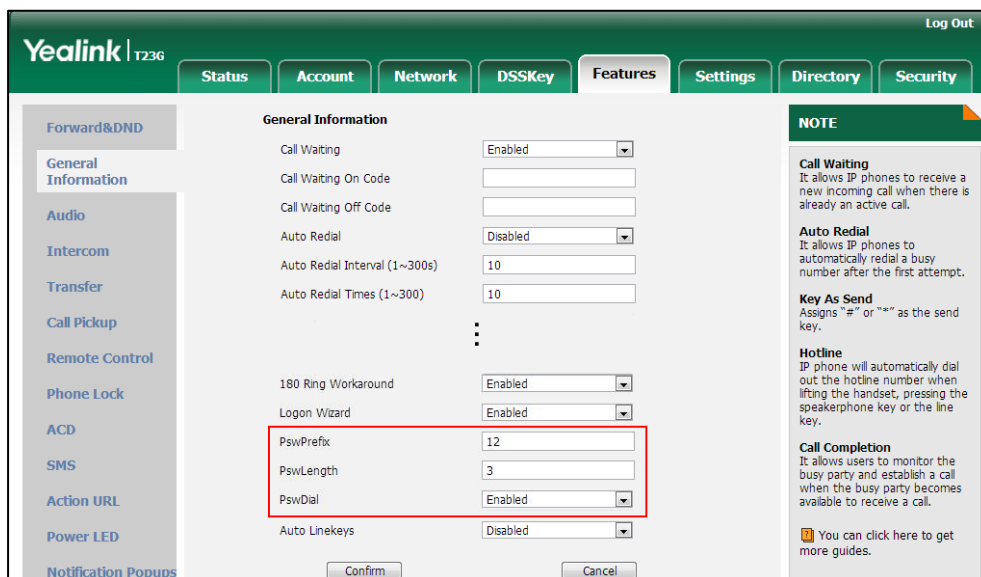 Log Out
Yealink | T23G
Status Account Network DSSKey Features Settings Directory Security
Forward&DND
General
Information
Audio
Intercom
Transfer
Call Pickup
Remote Control
Phone Lock
ACD
SMS
Action URL
Power LED
Notification Popups
General Information
Call Waiting Enabled
Call Waiting On Code
Call Waiting Off Code
Auto Redial Disabled
Auto Redial Interval (1~300s) 10
Auto Redial Times (1~300) 10
180 Ring Workaround Enabled
Logon Wizard Enabled
PswPrefix 12
PswLength 3
PswDial Enabled
Auto Linekeys Disabled
Confirm Cancel
NOTE
Call Waiting
It allows IP phones to receive a
new incoming call when there is
already an active call.
Auto Redial
It allows IP phones to
automatically redial a busy
number after the first attempt.
Key As Send
Assigns "#" or "*" as the send
key.
Hotline
IP phone will automatically dial
out the hotline number when
lifting the handset, pressing the
speakerphone key or the line
key.
Call Completion
It allows users to monitor the
busy party and establish a call
when the busy party becomes
available to receive a call.
You can click here to get
more guides.